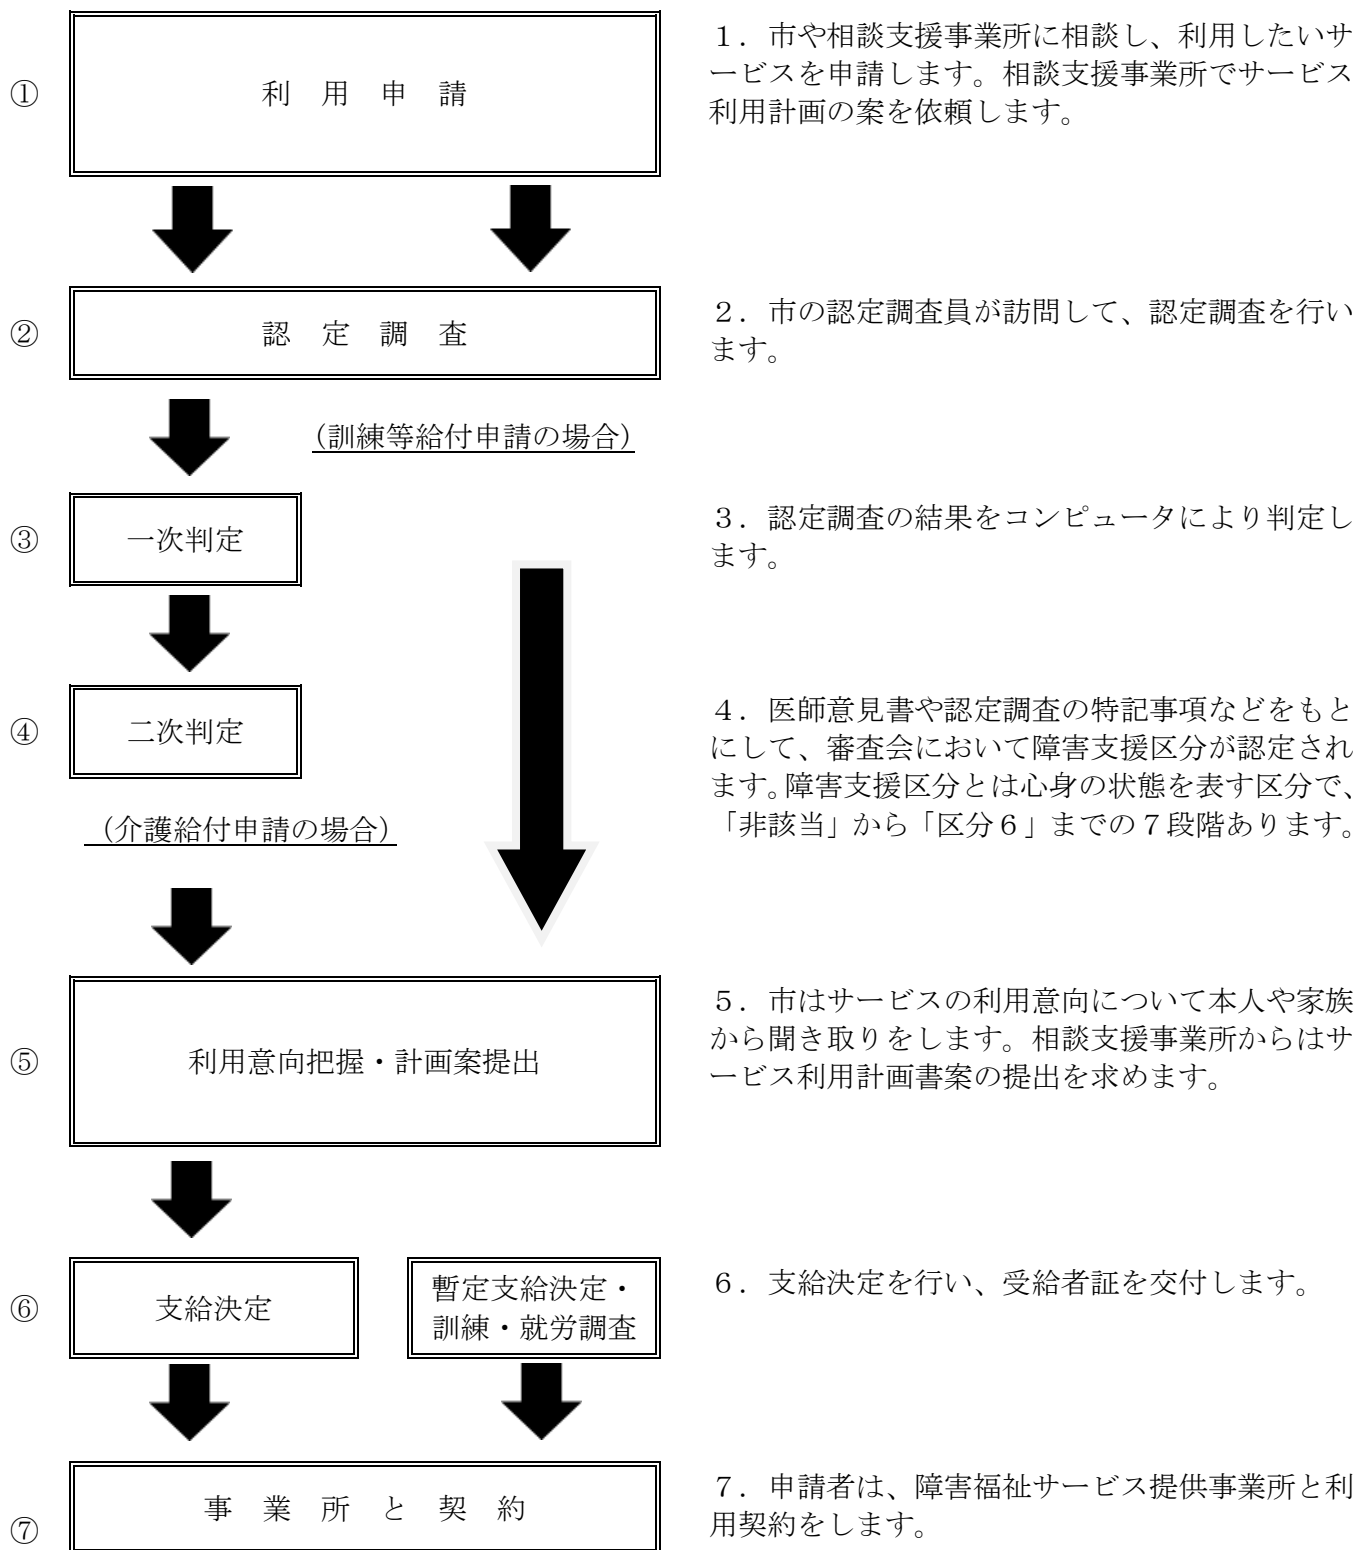 ①
利　用　申　請
１．市や相談支援事業所に相談し、利用したいサ
ービスを申請します。相談支援事業所でサービス
利用計画の案を依頼します。
②
認　定　調　査
２．市の認定調査員が訪問して、認定調査を行い
ます。
（訓練等給付申請の場合）
③
一次判定
３．認定調査の結果をコンピュータにより判定し
ます。
④
二次判定
４．医師意見書や認定調査の特記事項などをもと
にして、審査会において障害支援区分が認定され
ます。障害支援区分とは心身の状態を表す区分で、
「非該当」から「区分６」までの７段階あります。
（介護給付申請の場合）
⑤
利用意向把握・計画案提出
５．市はサービスの利用意向について本人や家族
から聞き取りをします。相談支援事業所からはサ
ービス利用計画書案の提出を求めます。
⑥
支給決定
暫定支給決定・
訓練・就労調査
６．支給決定を行い、受給者証を交付します。
⑦
事　業　所　と　契　約
７．申請者は、障害福祉サービス提供事業所と利
用契約をします。